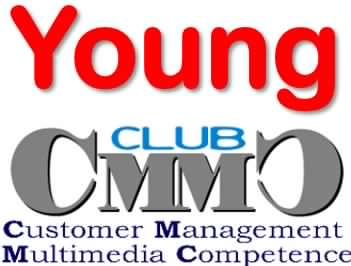 Young
CLUB
CMMC
Customer Management
Multimedia Competence